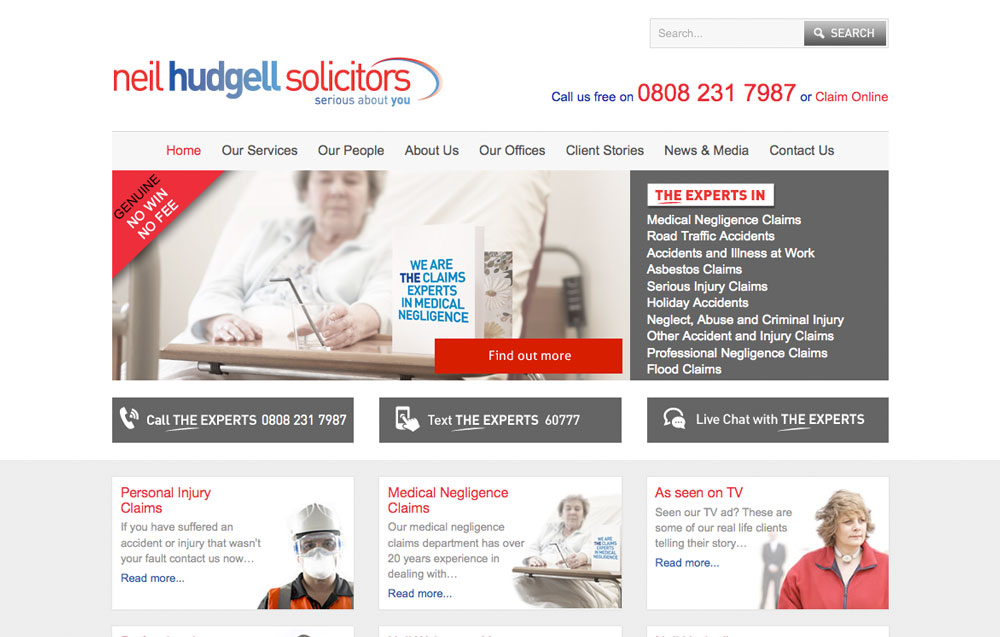 Search...
SEARCH
neil hudgell solicitors
serious about you
Call us free on 0808 231 7987 or Claim Online
Home Our Services Our People About Us Our Offices Client Stories News & Media Contact Us
GENUINE
NO WIN
NO FEE
WE ARE
THE CLAIMS
EXPERTS
IN MEDICAL
NEGLIGENCE
Find out more
THE EXPERTS IN
Medical Negligence Claims
Road Traffic Accidents
Accidents and Illness at Work
Asbestos Claims
Serious Injury Claims
Holiday Accidents
Neglect, Abuse and Criminal Injury
Other Accident and Injury Claims
Professional Negligence Claims
Flood Claims
Call THE EXPERTS 0808 231 7987
Text THE EXPERTS 60777
Live Chat with THE EXPERTS
Personal Injury
Claims
If you have suffered an
accident or injury that wasn't
your fault contact us now…
Read more...
Medical Negligence
Claims
Our medical negligence
claims department has over
20 years experience in
dealing with…
Read more...
WE ARE
THE CLAIMS
EXPERTS
IN MEDICAL
NEGLIGENCE
As seen on TV
Seen our TV ad? These are
some of our real life clients
telling their story…
Read more...